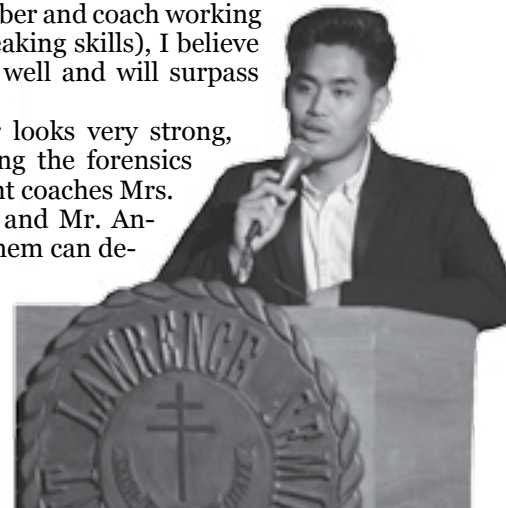 ber and coach working
eaking skills), I believe
well and will surpass
looks very strong,
ng the forensics
nt coaches Mrs.
and Mr. An-
hem can de-
LAWRENCE